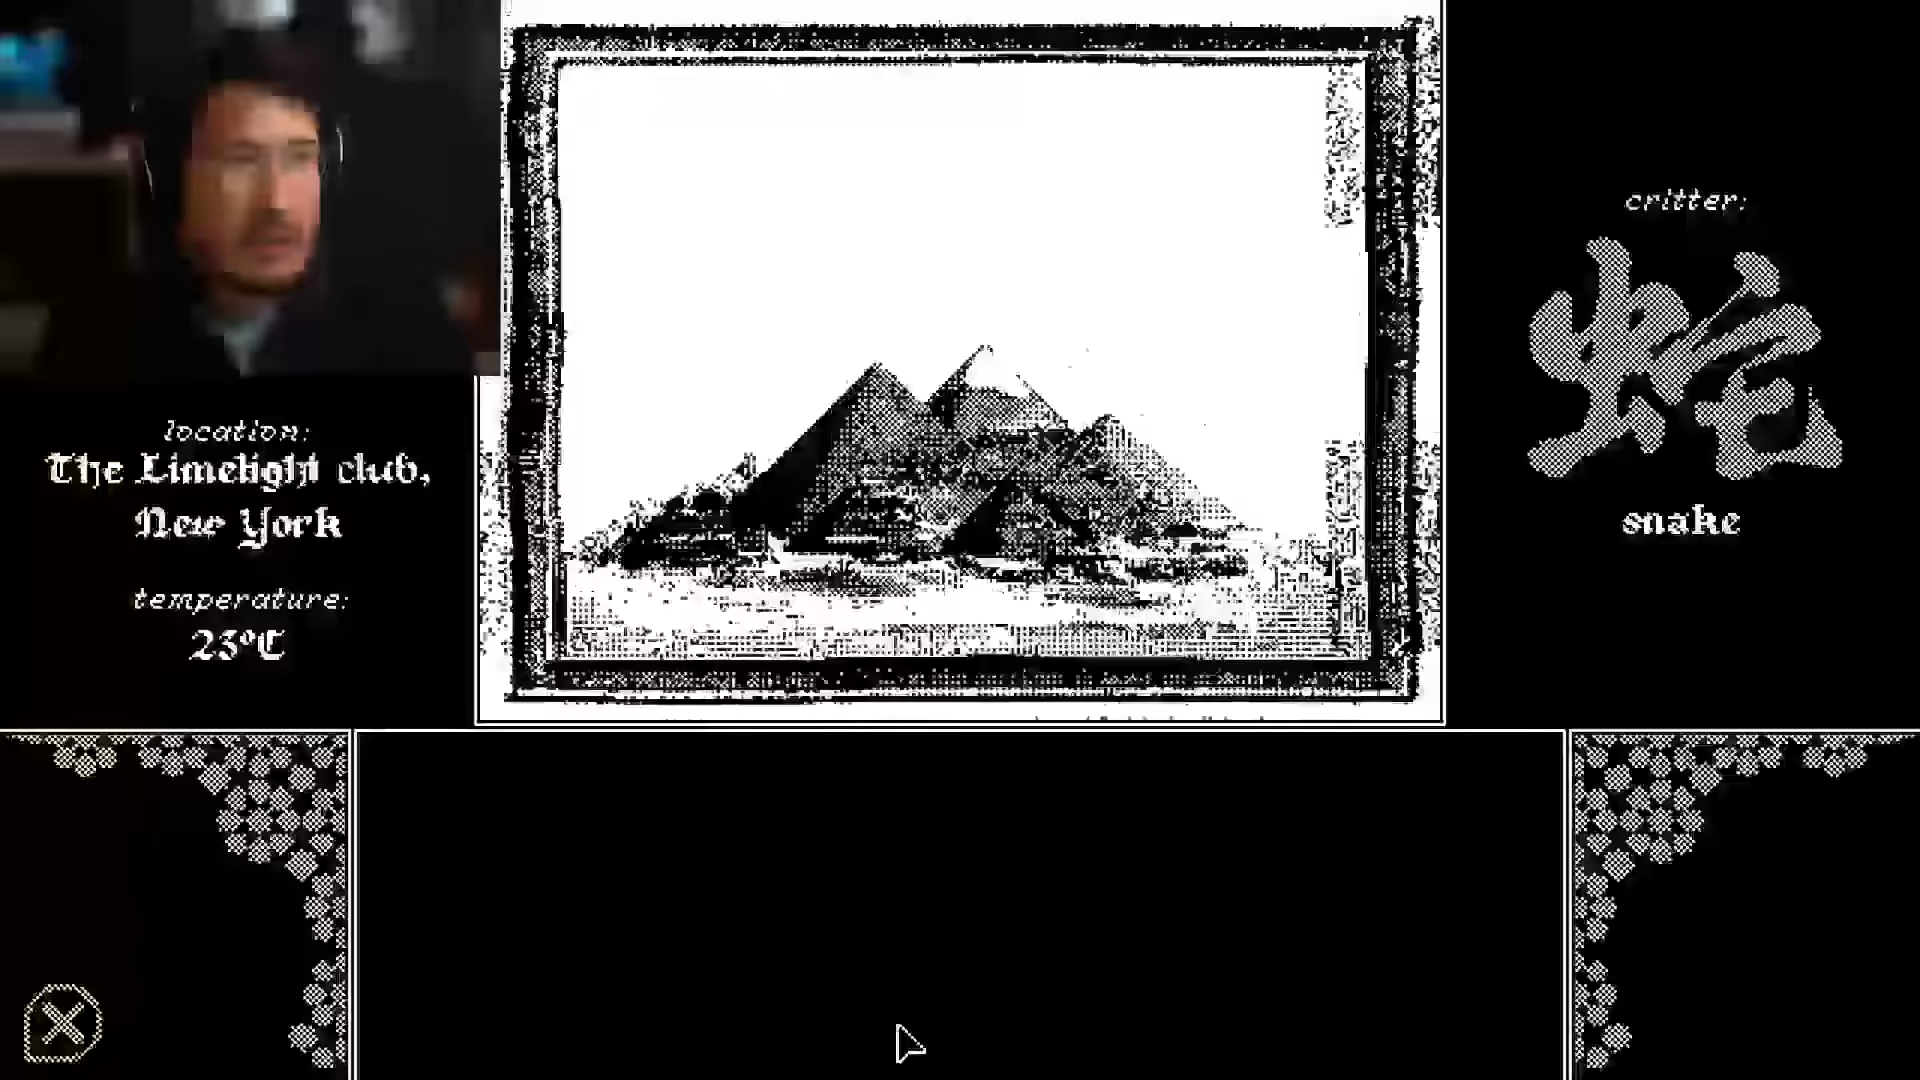 location:
The Limelight club,
New York
temperature:
23°C
critter:
蛇
snake